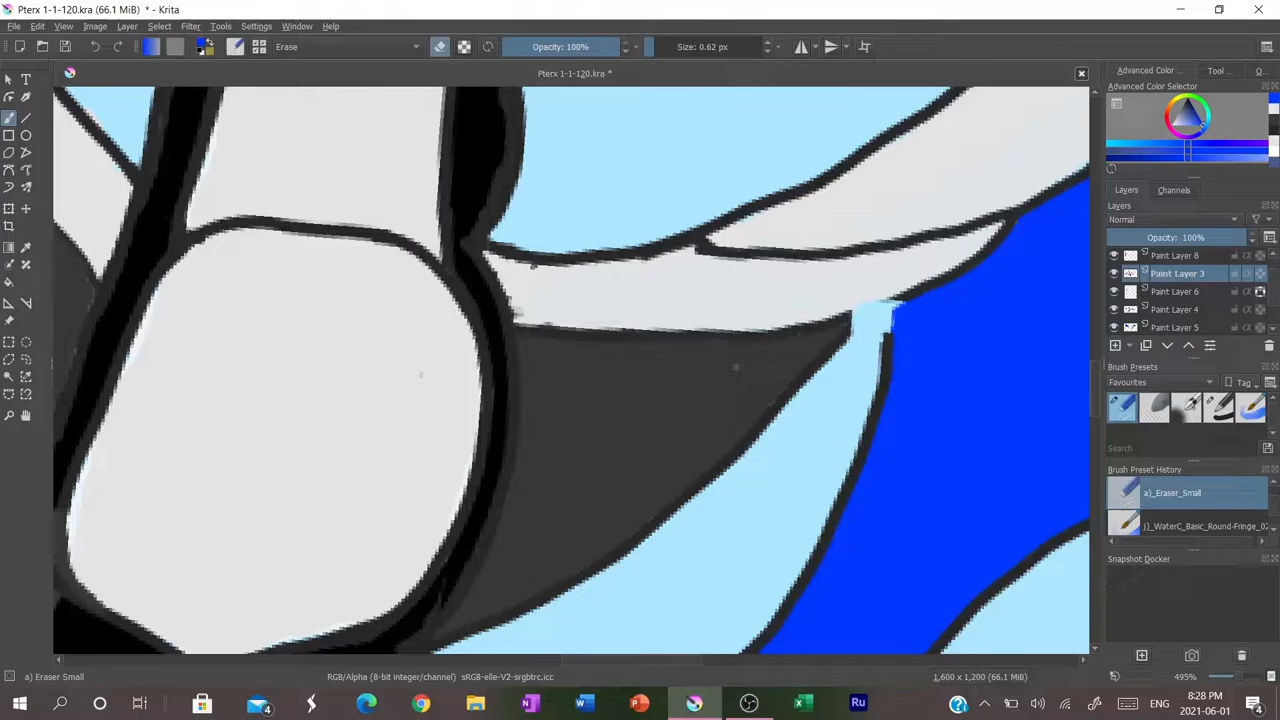 Pterx 1-1-120.kra (66.1 MiB) * - Krita
File Edit View Image Layer Select Filter Tools Settings Window Help
Erase Opacity: 100% Size: 0.62 px
Pterx 1-1-120.kra *
Advanced Color ... Tool ... O...
Advanced Color Selector
Layers Channels
Layers
Normal
Opacity: 100%
Paint Layer 8
Paint Layer 3
Paint Layer 6
Paint Layer 4
Paint Layer 5
Brush Presets
Favourites Tag
Search
Brush Preset History
a)_Eraser_Small
J)_WaterC_Basic_Round-Fringe_02
Snapshot Docker
a) Eraser Small RGB/Alpha (8-bit integer/channel) sRGB-elle-V2-srgbtrc.icc 1,600 x 1,200 (66.1 MiB) 495%
4 ENG 8:28 PM
2021-06-01 4